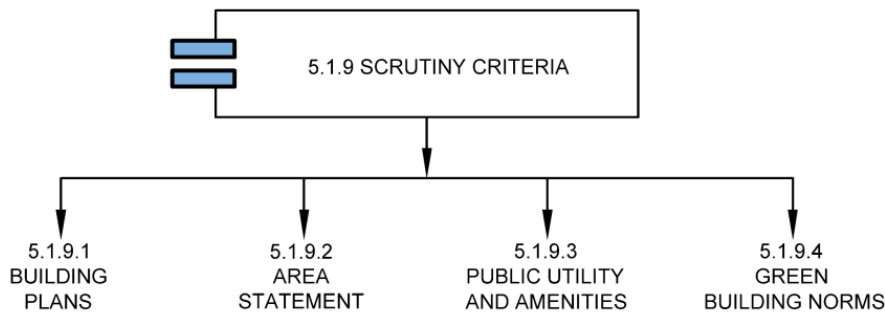 5.1.9 SCRUTINY CRITERIA
5.1.9.1
BUILDING
PLANS
5.1.9.2
AREA
STATEMENT
5.1.9.3
PUBLIC UTILITY
AND AMENITIES
5.1.9.4
GREEN
BUILDING NORMS